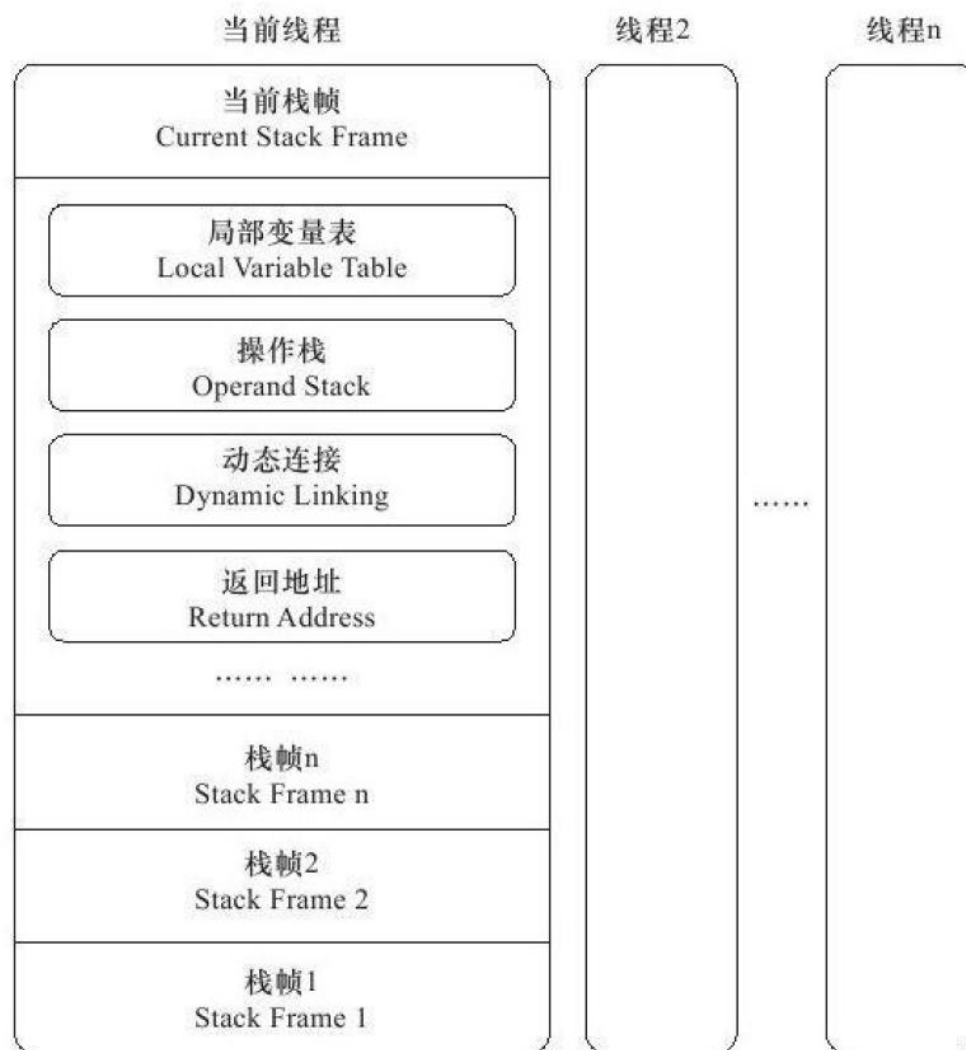 当前线程
线程2
线程n
当前栈帧
Current Stack Frame
局部变量表
Local Variable Table
操作栈
Operand Stack
动态连接
Dynamic Linking
返回地址
Return Address
…… ……
……
栈帧n
Stack Frame n
栈帧2
Stack Frame 2
栈帧1
Stack Frame 1